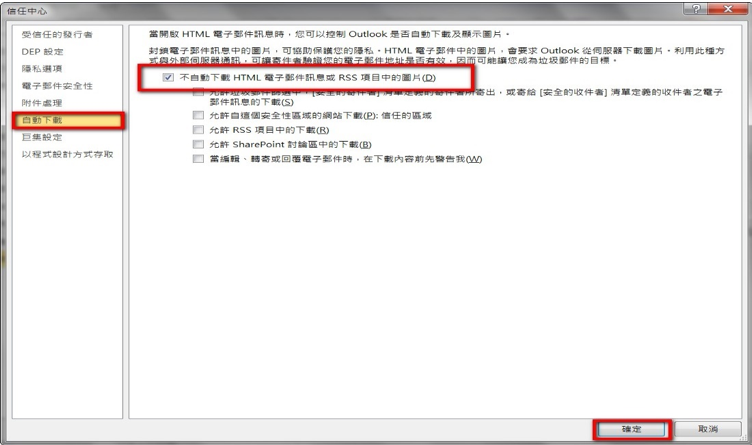 信任中心
受信任的發行者
DEP 設定
隱私選項
電子郵件安全性
附件處理
自動下載
巨集設定
以程式設計方式存取
當開啟 HTML 電子郵件訊息時，您可以控制 Outlook 是否自動下載及顯示圖片。
封鎖電子郵件訊息中的圖片，可協助保護您的隱私。HTML 電子郵件中的圖片，會要求 Outlook 從伺服器下載圖片。利用此種方
式與外部伺服器通訊，可讓寄件者驗證您的電子郵件地址是否有效，因而可能讓您成為垃圾郵件的目標。
不自動下載 HTML 電子郵件訊息或 RSS 項目中的圖片(D)
允許垃圾郵件篩選中，[安全的寄件者] 清單定義的寄件者所寄出，或寄給 [安全的收件者] 清單定義的收件者之電子
郵件訊息的下載(S)
允許自這個安全性區域的網站下載(P): 信任的區域
允許 RSS 項目中的下載(R)
允許 SharePoint 討論區中的下載(B)
當編輯、轉寄或回覆電子郵件時，在下載內容前先警告我(W)
確定
取消